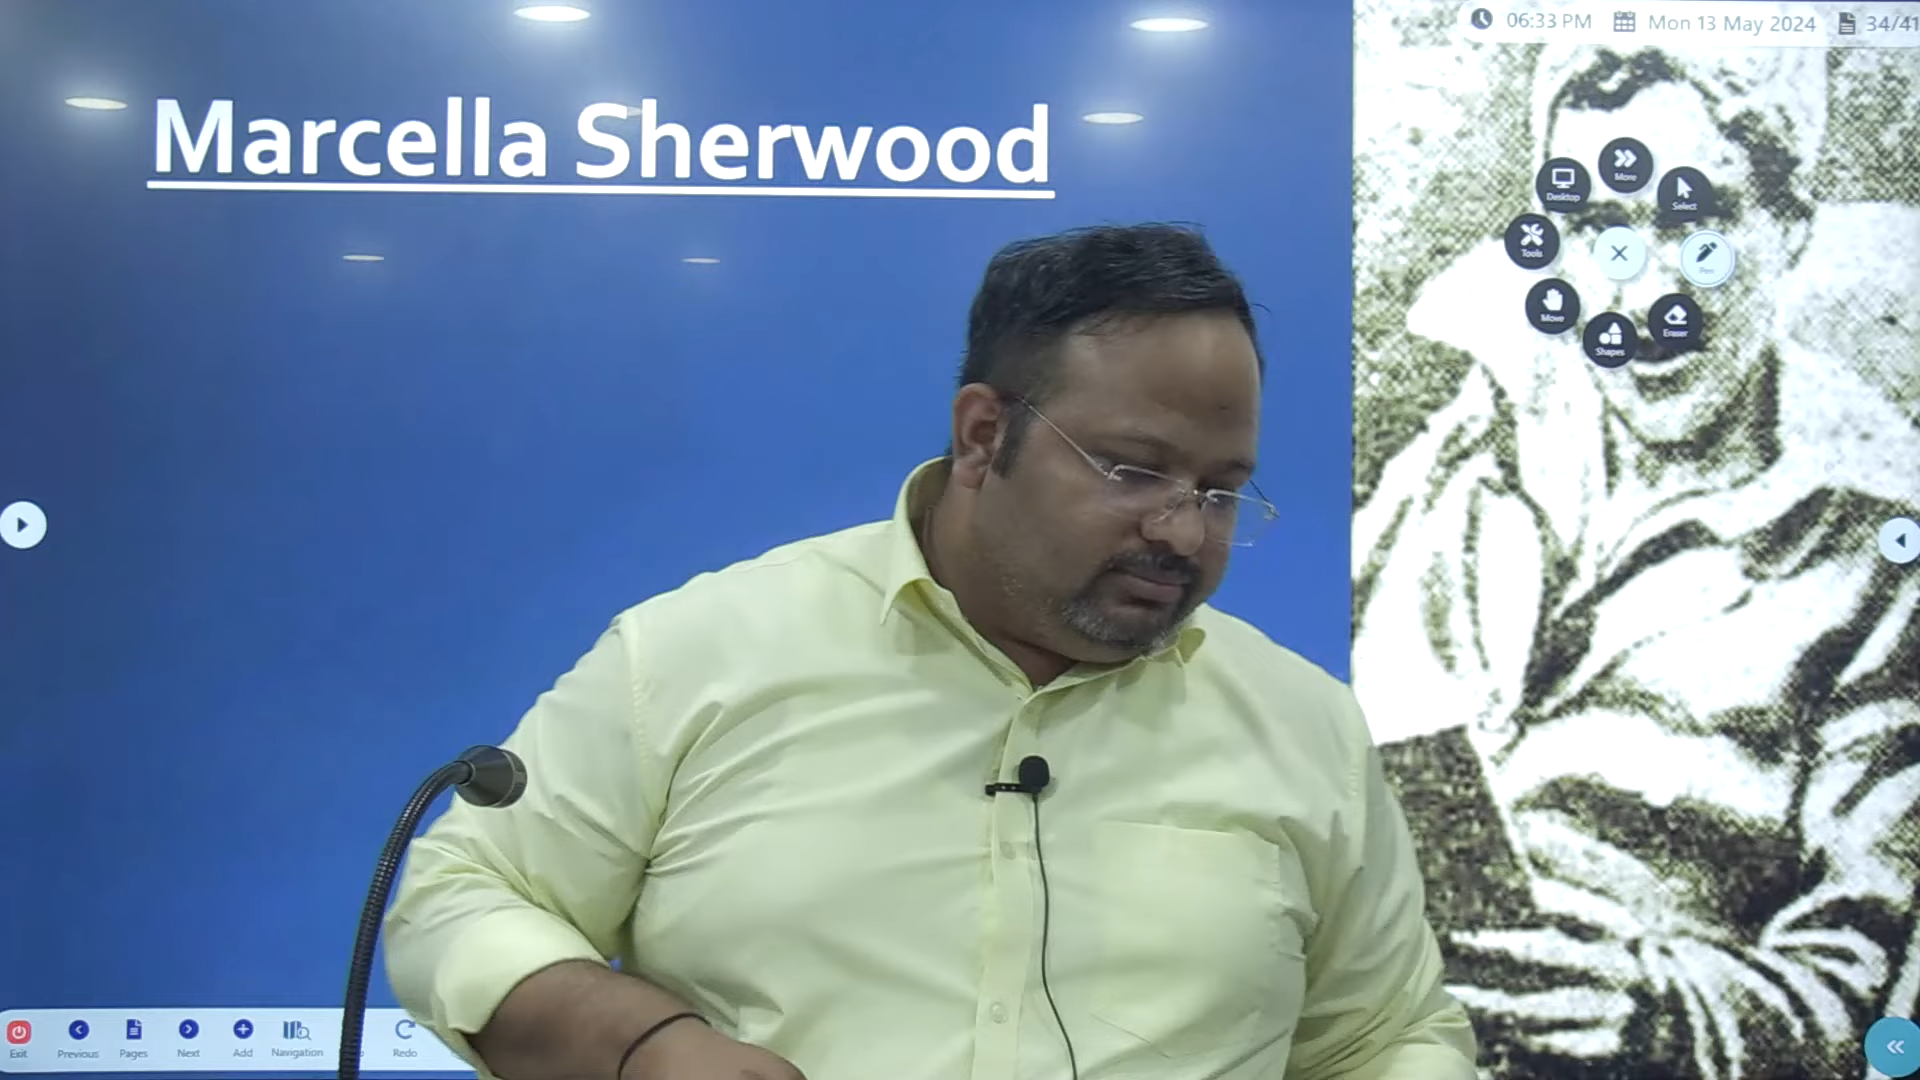 06:33 PM Mon 13 May 2024 34/41
Marcella Sherwood
More
Desktop
Select
Tools
Pen
Move
Eraser
Shapes
Exit
Previous
Pages
Next
Add
Navigation
Redo